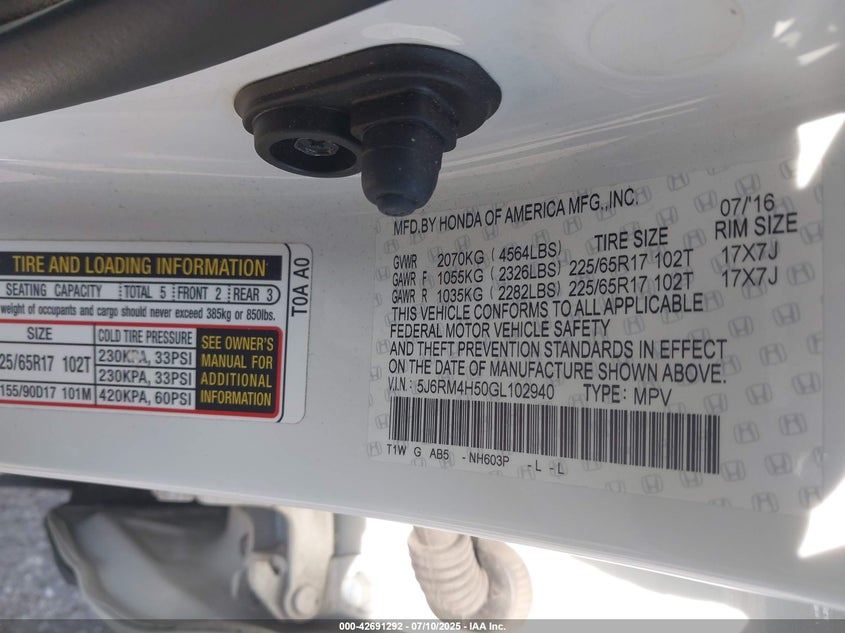 MFD.BY HONDA OF AMERICA MFG.,INC. 07/'16
TIRE SIZE RIM SIZE
GVWR 2070KG (4564LBS)
GAWR F 1055KG (2326LBS) 225/65R17 102T 17X7J
GAWR R 1035KG (2282LBS) 225/65R17 102T 17X7J
THIS VEHICLE CONFORMS TO ALL APPLICABLE
FEDERAL MOTOR VEHICLE SAFETY
AND THEFT PREVENTION STANDARDS IN EFFECT
ON THE DATE OF MANUFACTURE SHOWN ABOVE.
V.I.N.: 5J6RM4H50GL102940 TYPE: MPV
T1W G AB5 -NH603P -L -L
TIRE AND LOADING INFORMATION
SEATING CAPACITY TOTAL 5 FRONT 2 REAR 3
weight of occupants and cargo should never exceed 385kg or 850lbs.
SIZE COLD TIRE PRESSURE
25/65R17 102T 230KPA, 33PSI
230KPA, 33PSI
155/90D17 101M 420KPA, 60PSI
SEE OWNER'S
MANUAL FOR
ADDITIONAL
INFORMATION
T0A A0
000-42691292 - 07/10/2025 - IAA Inc.